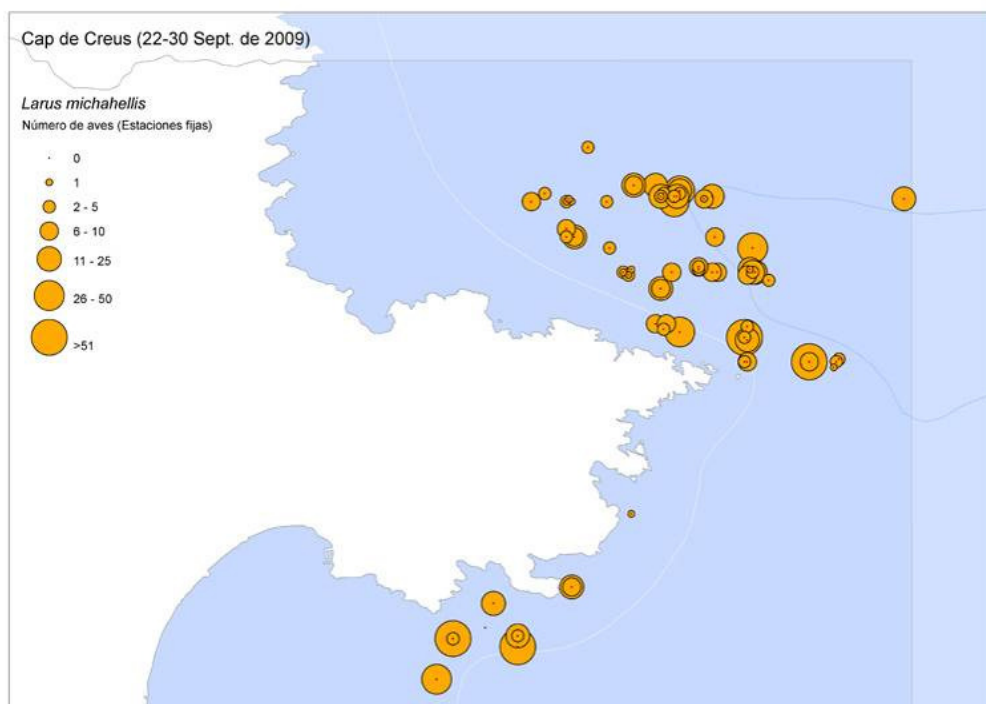 Cap de Creus (22-30 Sept. de 2009)
Larus michahellis
Número de aves (Estaciones fijas)
0
1
2 - 5
6 - 10
11 - 25
26 - 50
>51